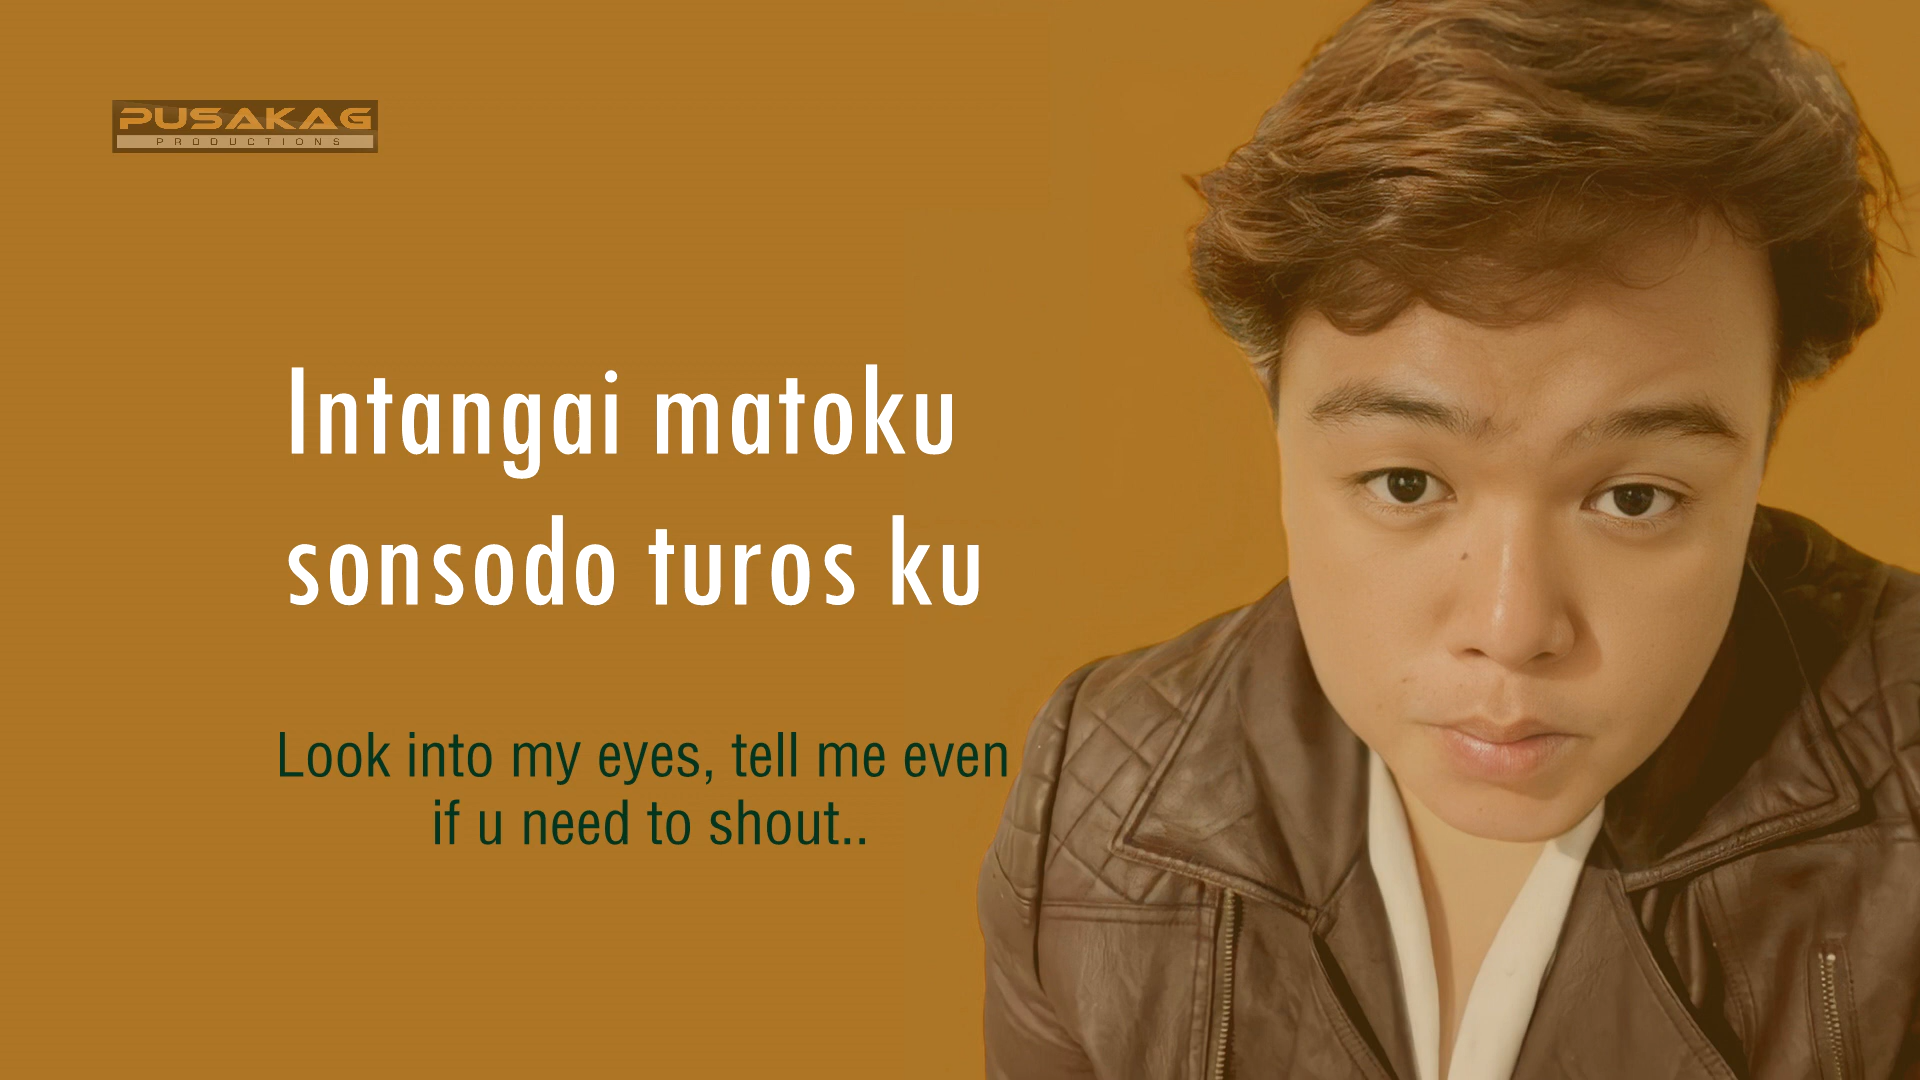 PUSAKAG
PRODUCTIONS
Intangai matoku
sonsodo turos ku
Look into my eyes, tell me even
if u need to shout..